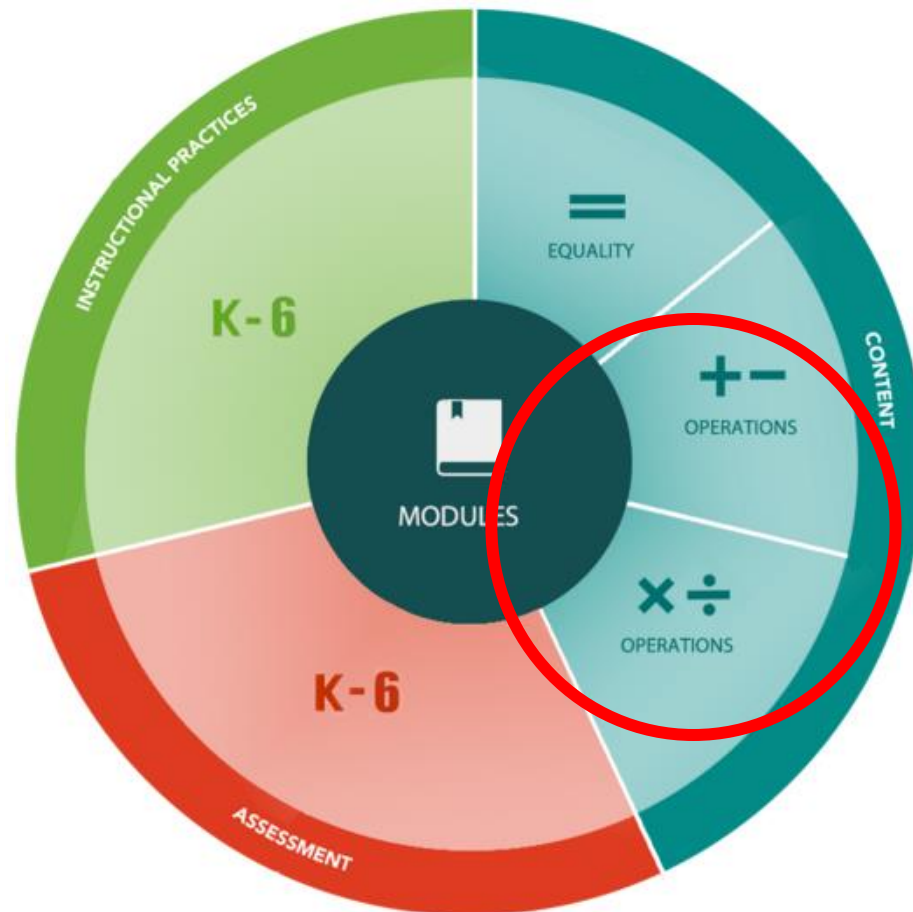 INSTRUCTIONAL PRACTICES
K-6
=
EQUALITY
CONTENT
+−
OPERATIONS
MODULES
×÷
OPERATIONS
K-6
ASSESSMENT